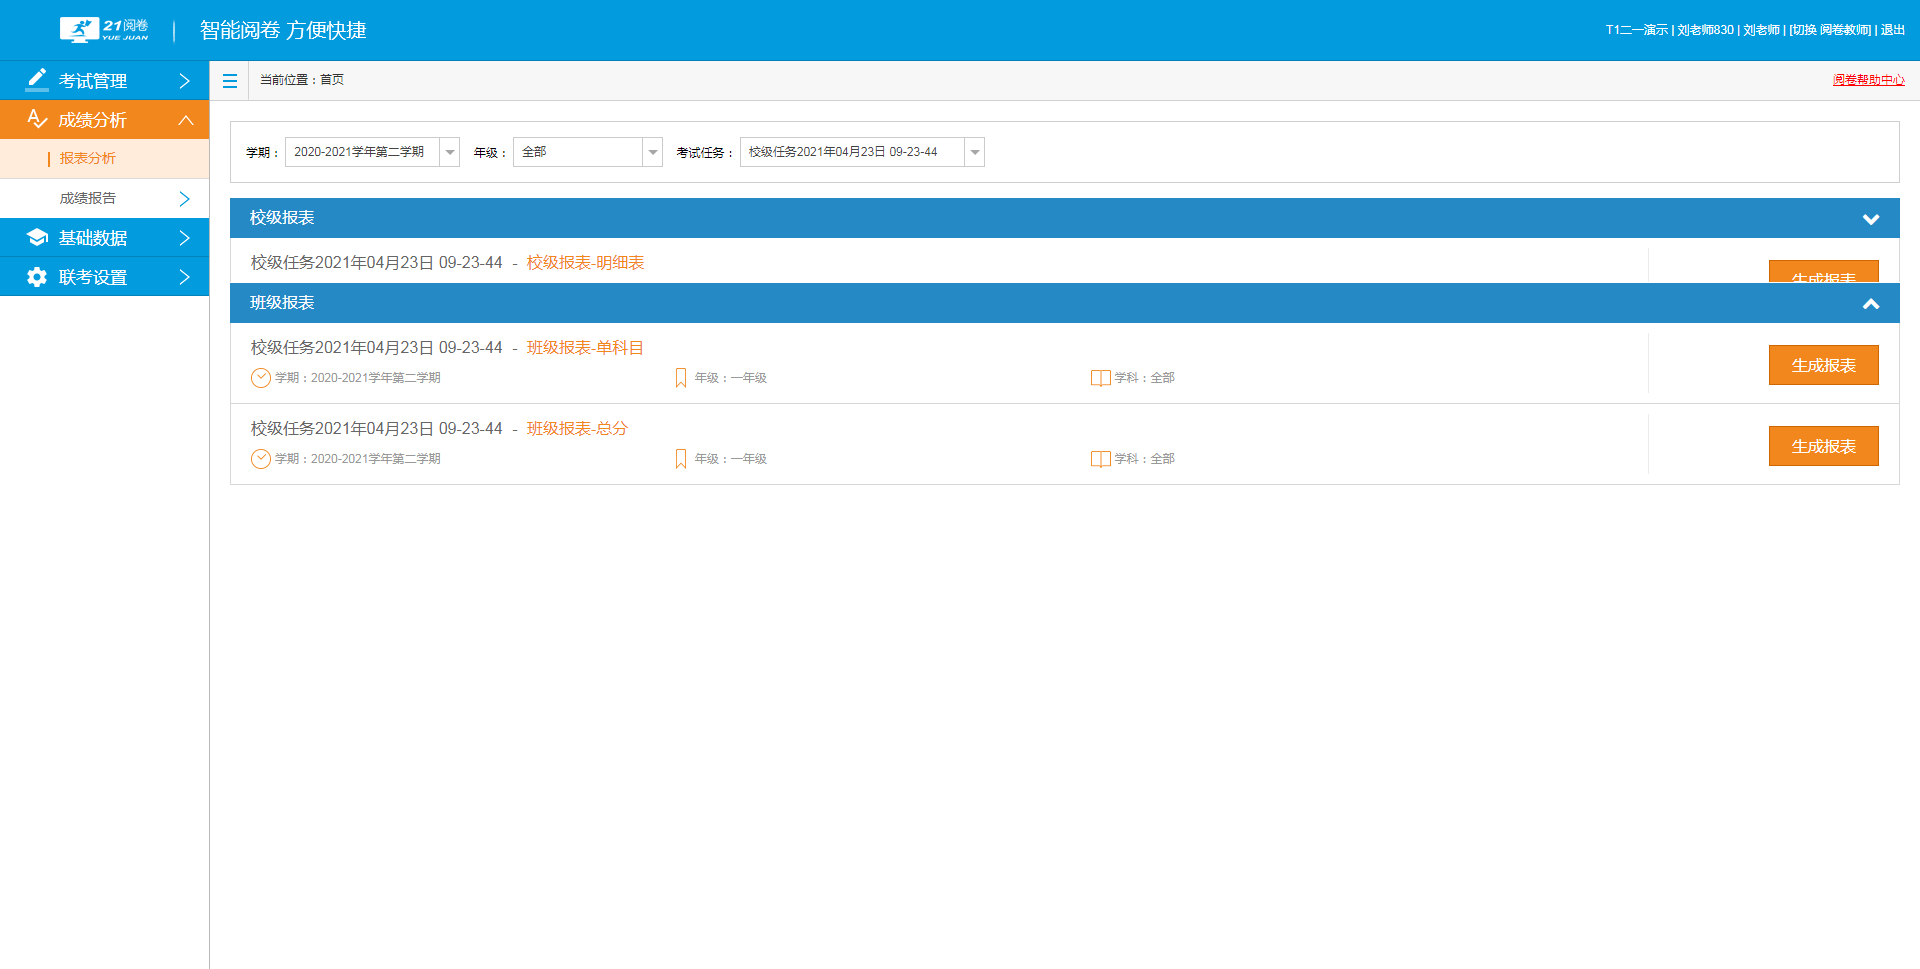 21阅卷
YUE JUAN
智能阅卷 方便快捷
T1二一演示 | 刘老师830 | 刘老师 | [切换 阅卷教师] | 退出
考试管理
成绩分析
报表分析
成绩报告
基础数据
联考设置
当前位置：首页
阅卷帮助中心
学期： 2020-2021学年第二学期 年级： 全部 考试任务： 校级任务2021年04月23日 09-23-44
校级报表
校级任务2021年04月23日 09-23-44 - 校级报表-明细表
生成报表
班级报表
校级任务2021年04月23日 09-23-44 - 班级报表-单科目
学期：2020-2021学年第二学期 年级：一年级 学科：全部
生成报表
校级任务2021年04月23日 09-23-44 - 班级报表-总分
学期：2020-2021学年第二学期 年级：一年级 学科：全部
生成报表